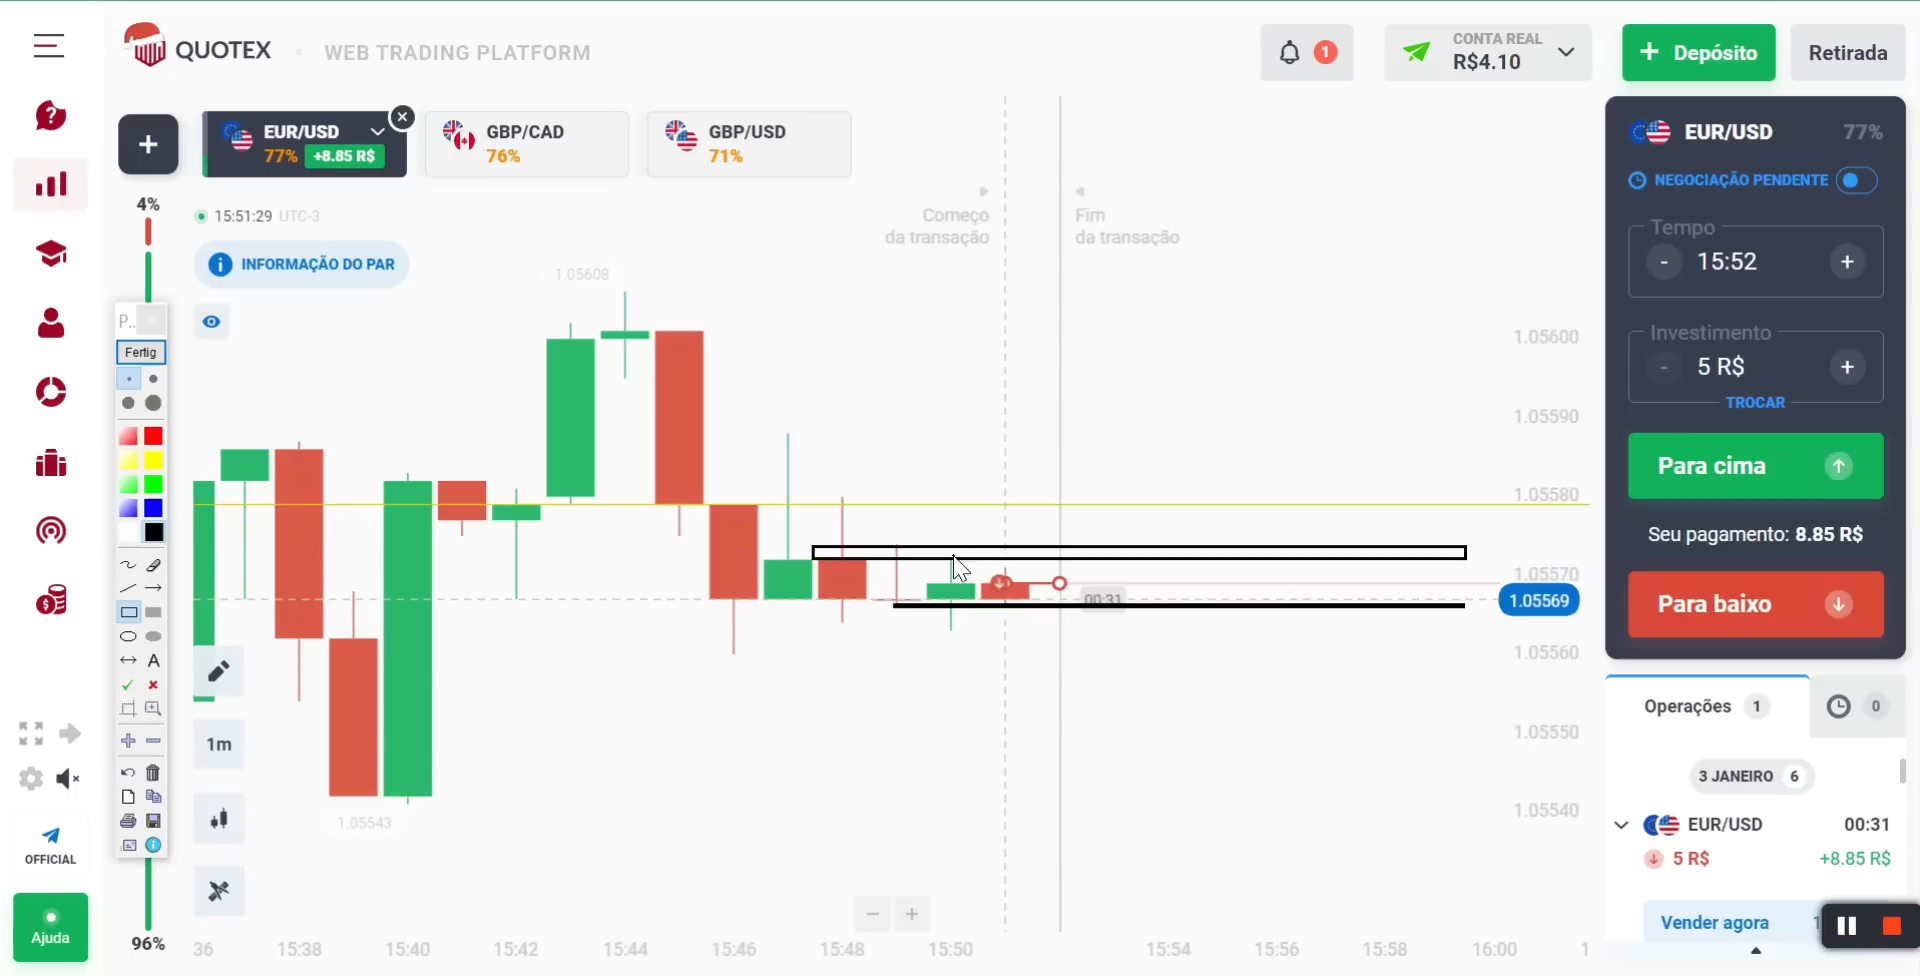 QUOTEX
WEB TRADING PLATFORM
1
CONTA REAL
R$4.10
+ Depósito
Retirada
+
EUR/USD
77% +8.85 R$
GBP/CAD
76%
GBP/USD
71%
EUR/USD 77%
NEGOCIAÇÃO PENDENTE
Tempo
- 15:52 +
Investimento
- 5 R$ +
TROCAR
Para cima
Seu pagamento: 8.85 R$
Para baixo
4%
15:51:29 UTC-3
INFORMAÇÃO DO PAR
Começo
da transação
Fim
da transação
1.05608
P..
Fertig
A
1.05600
1.05590
1.05580
1.05570
1.05569
1.05560
1.05550
1.05540
00:31
1.05543
1m
96%
OFFICIAL
Ajuda
36 15:38 15:40 15:42 15:44 15:46 15:48 15:50 15:54 15:56 15:58 16:00 1
Operações 1
0
3 JANEIRO 6
EUR/USD 00:31
5 R$ +8.85 R$
Vender agora 1